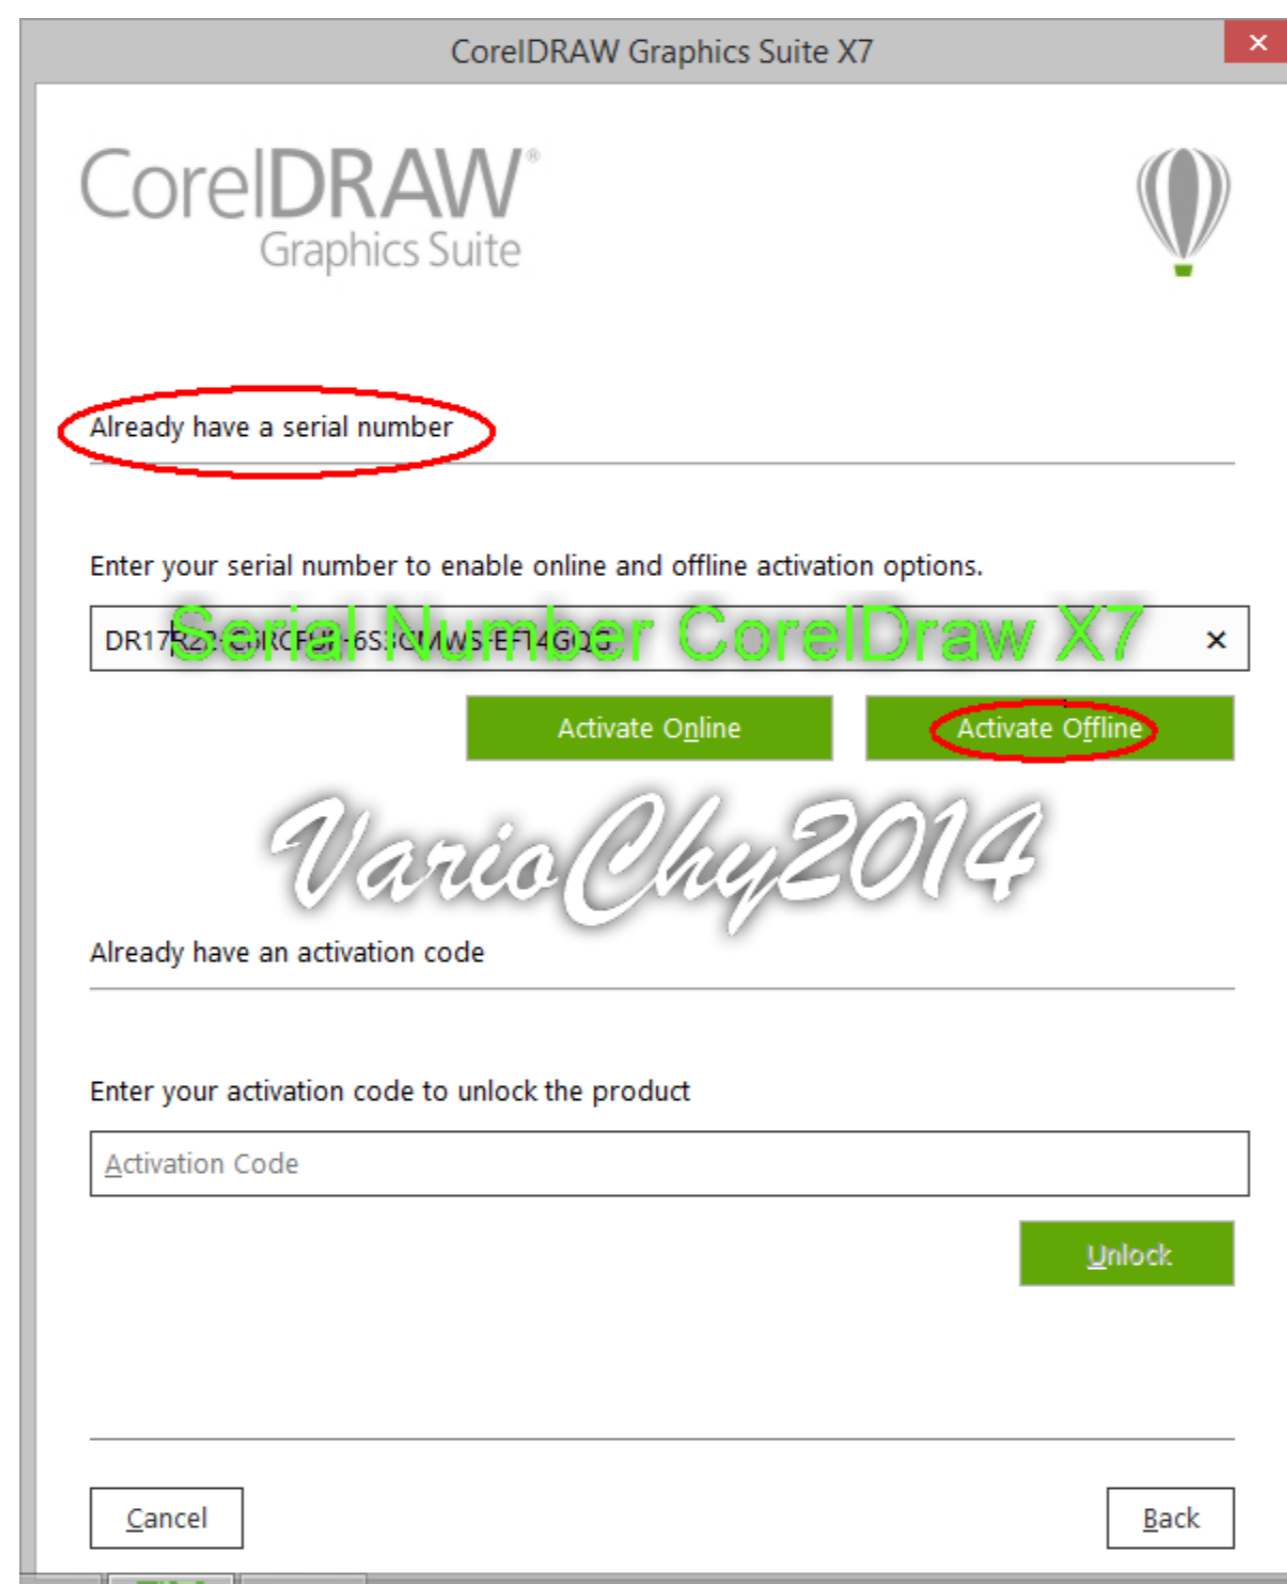 CorelDRAW Graphics Suite X7
CorelDRAW®
Graphics Suite
Already have a serial number
Enter your serial number to enable online and offline activation options.
Serial Number CorelDraw X7
Activate Online
Activate Offline
VarioChy2014
Already have an activation code
Enter your activation code to unlock the product
Activation Code
Unlock
Cancel
Back